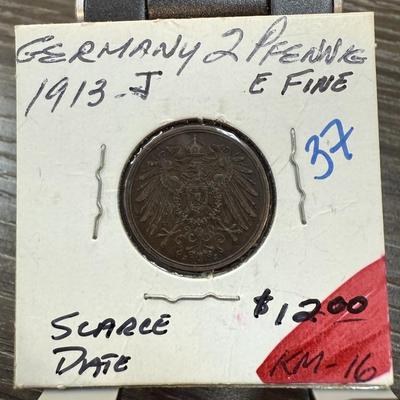 GERMANY 2 PFENNIG
1913-J E FINE
37
SCARCE $12.00
DATE KM-16